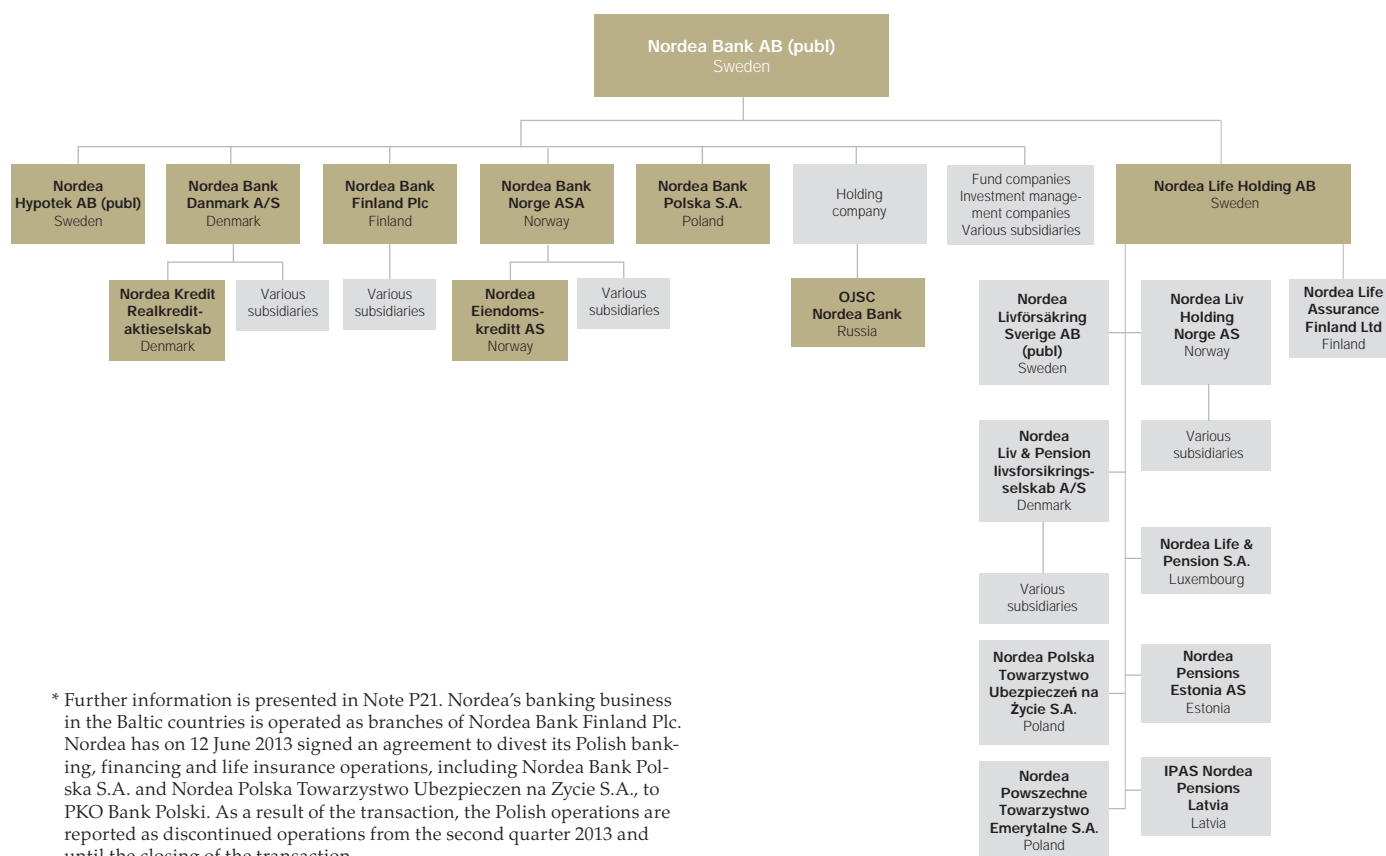 Nordea Bank AB (publ)
Sweden
Nordea
Hypotek AB (publ)
Sweden
Nordea Bank
Danmark A/S
Denmark
Nordea Bank
Finland Plc
Finland
Nordea Bank
Norge ASA
Norway
Nordea Bank
Polska S.A.
Poland
Holding
company
Fund companies
Investment manage-
ment companies
Various subsidiaries
Nordea Life Holding AB
Sweden
Nordea Kredit
Realkredit-
aktieselskab
Denmark
Various
subsidiaries
Various
subsidiaries
Nordea
Eiendoms-
kreditt AS
Norway
Various
subsidiaries
OJSC
Nordea Bank
Russia
Nordea
Livförsäkring
Sverige AB
(publ)
Sweden
Nordea Liv
Holding
Norge AS
Norway
Nordea Life
Assurance
Finland Ltd
Finland
Nordea
Liv & Pension
livsforsikrings-
selskab A/S
Denmark
Various
subsidiaries
Nordea Life &
Pension S.A.
Luxembourg
Various
subsidiaries
Nordea Polska
Towarzystwo
Ubezpieczeń na
Życie S.A.
Poland
Nordea
Pensions
Estonia AS
Estonia
Nordea
Powszechne
Towarzystwo
Emerytalne S.A.
Poland
IPAS Nordea
Pensions
Latvia
Latvia
* Further information is presented in Note P21. Nordea's banking business
in the Baltic countries is operated as branches of Nordea Bank Finland Plc.
Nordea has on 12 June 2013 signed an agreement to divest its Polish bank-
ing, financing and life insurance operations, including Nordea Bank Pol-
ska S.A. and Nordea Polska Towarzystwo Ubezpieczen na Zycie S.A., to
PKO Bank Polski. As a result of the transaction, the Polish operations are
reported as discontinued operations from the second quarter 2013 and
until the closing of the transaction